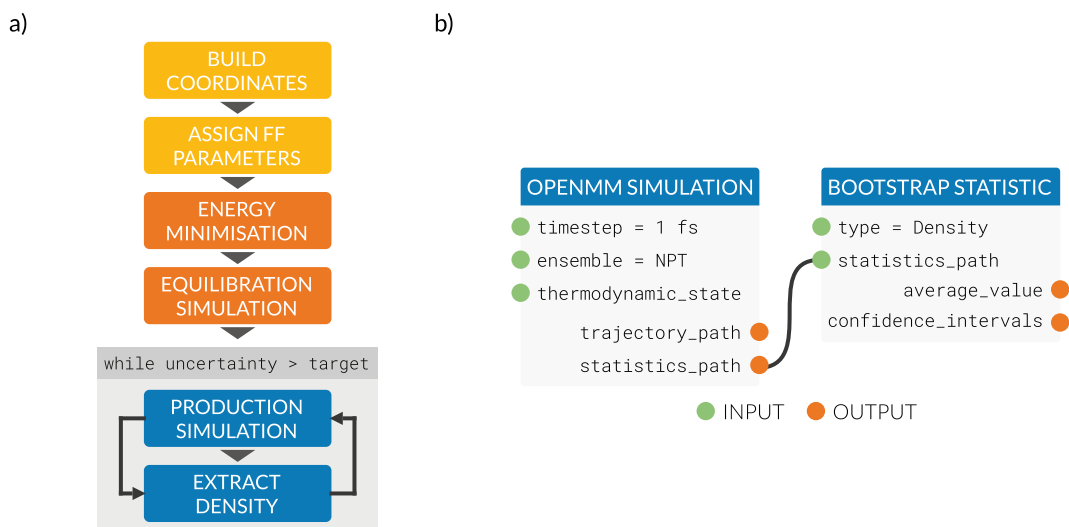 a)
BUILD
COORDINATES
ASSIGN FF
PARAMETERS
ENERGY
MINIMISATION
EQUILIBRATION
SIMULATION
while uncertainty > target
PRODUCTION
SIMULATION
EXTRACT
DENSITY
b)
OPENMM SIMULATION
timestep = 1 fs
ensemble = NPT
thermodynamic_state
trajectory_path
statistics_path
BOOTSTRAP STATISTIC
type = Density
statistics_path
average_value
confidence_intervals
INPUT
OUTPUT